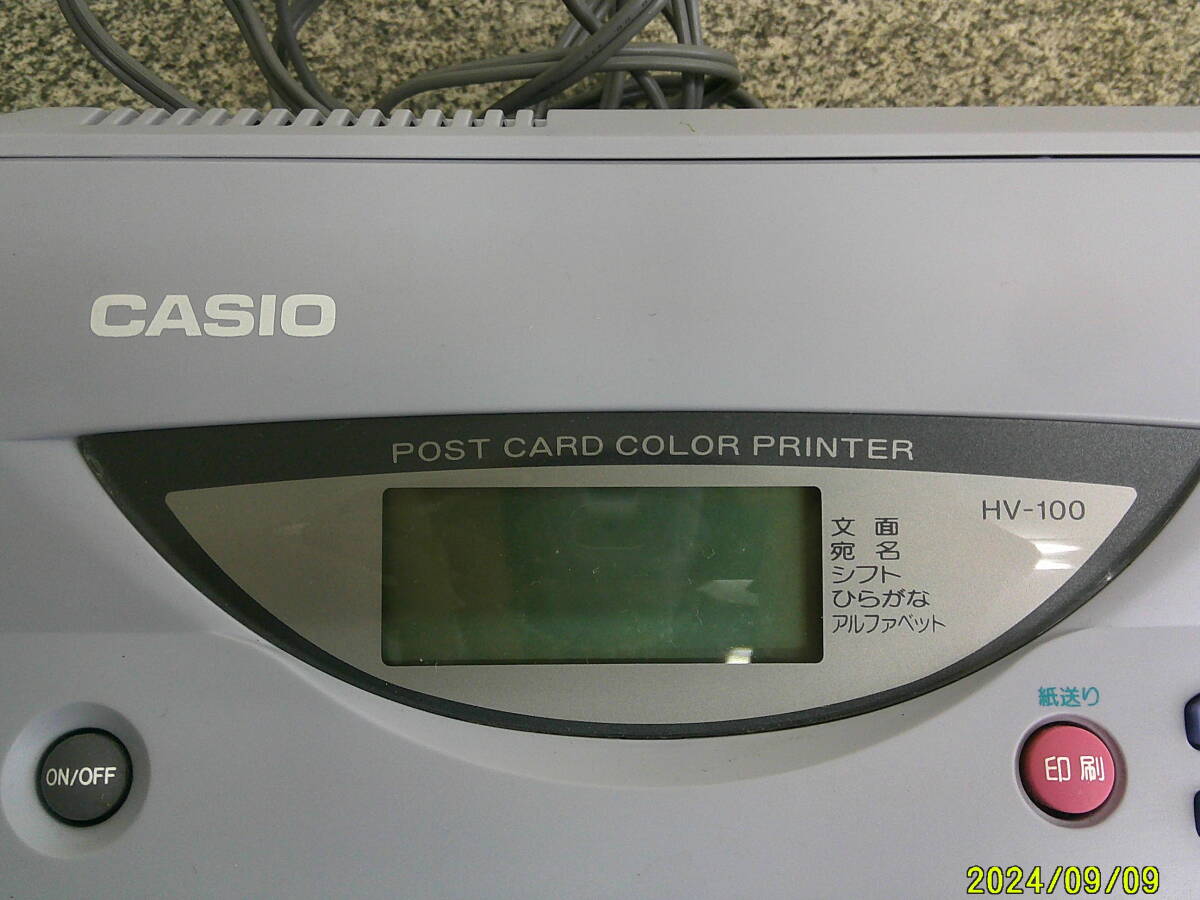 CASIO
POST CARD COLOR PRINTER
HV-100
文面
宛名
シフト
ひらがな
アルファベット
紙送り
ON/OFF
印刷
2024/09/09